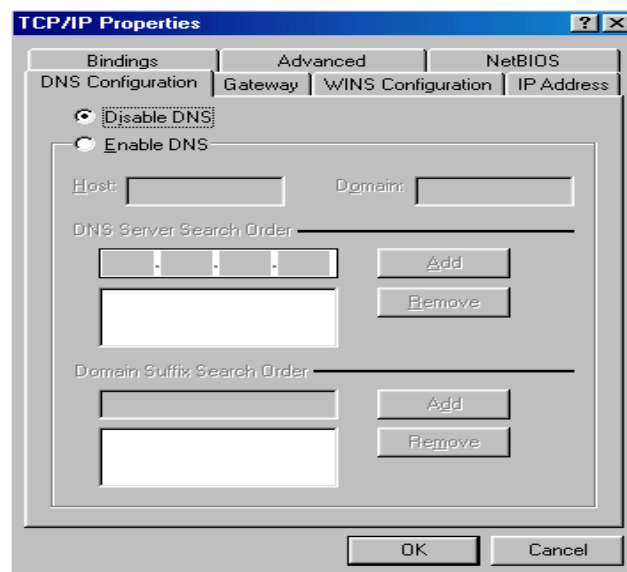 TCP/IP Properties
Bindings Advanced NetBIOS
DNS Configuration Gateway WINS Configuration IP Address
Disable DNS
Enable DNS
Host: Domain:
DNS Server Search Order
. . .
Add
Remove
Domain Suffix Search Order
Add
Remove
OK Cancel